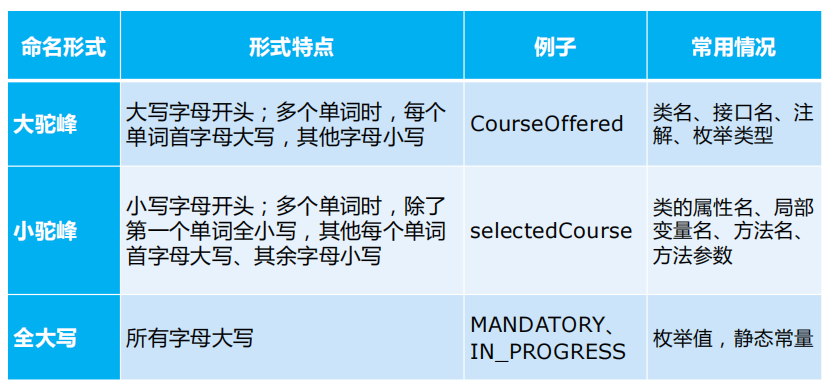 命名形式
形式特点
例子
常用情况
大驼峰
大写字母开头；多个单词时，每个
单词首字母大写，其他字母小写
CourseOffered
类名、接口名、注
解、枚举类型
小驼峰
小写字母开头；多个单词时，除了
第一个单词全小写，其他每个单词
首字母大写、其余字母小写
selectedCourse
类的属性名、局部
变量名、方法名、
方法参数
全大写
所有字母大写
MANDATORY、
IN_PROGRESS
枚举值，静态常量